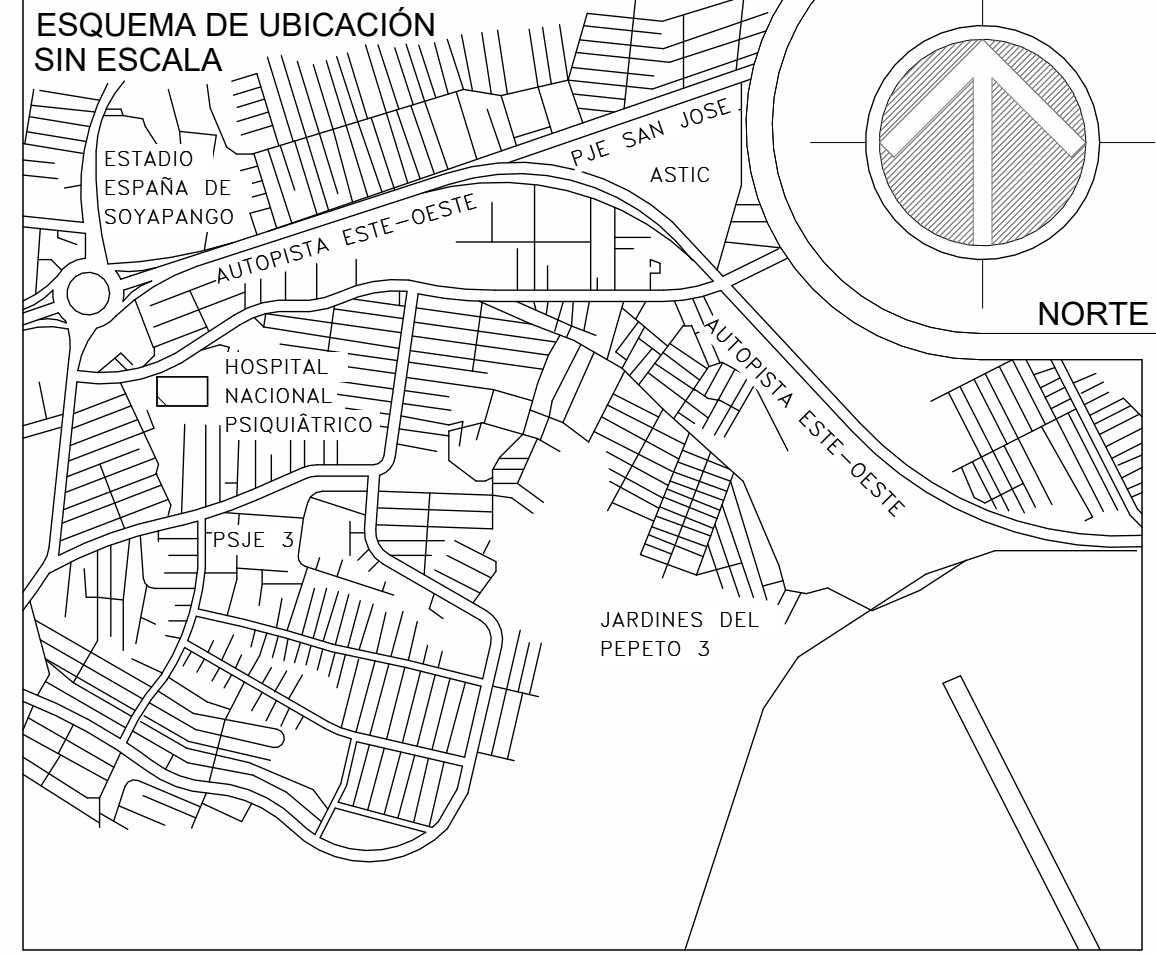 ESQUEMA DE UBICACIÓN
SIN ESCALA
PJE SAN JOSE
ESTADIO
ESPAÑA DE
SOYAPANGO
ASTIC
AUTOPISTA ESTE-OESTE
NORTE
AUTOPISTA ESTE-OESTE
HOSPITAL
NACIONAL
PSIQUIÂTRICO
PSJE 3
JARDINES DEL
PEPETO 3